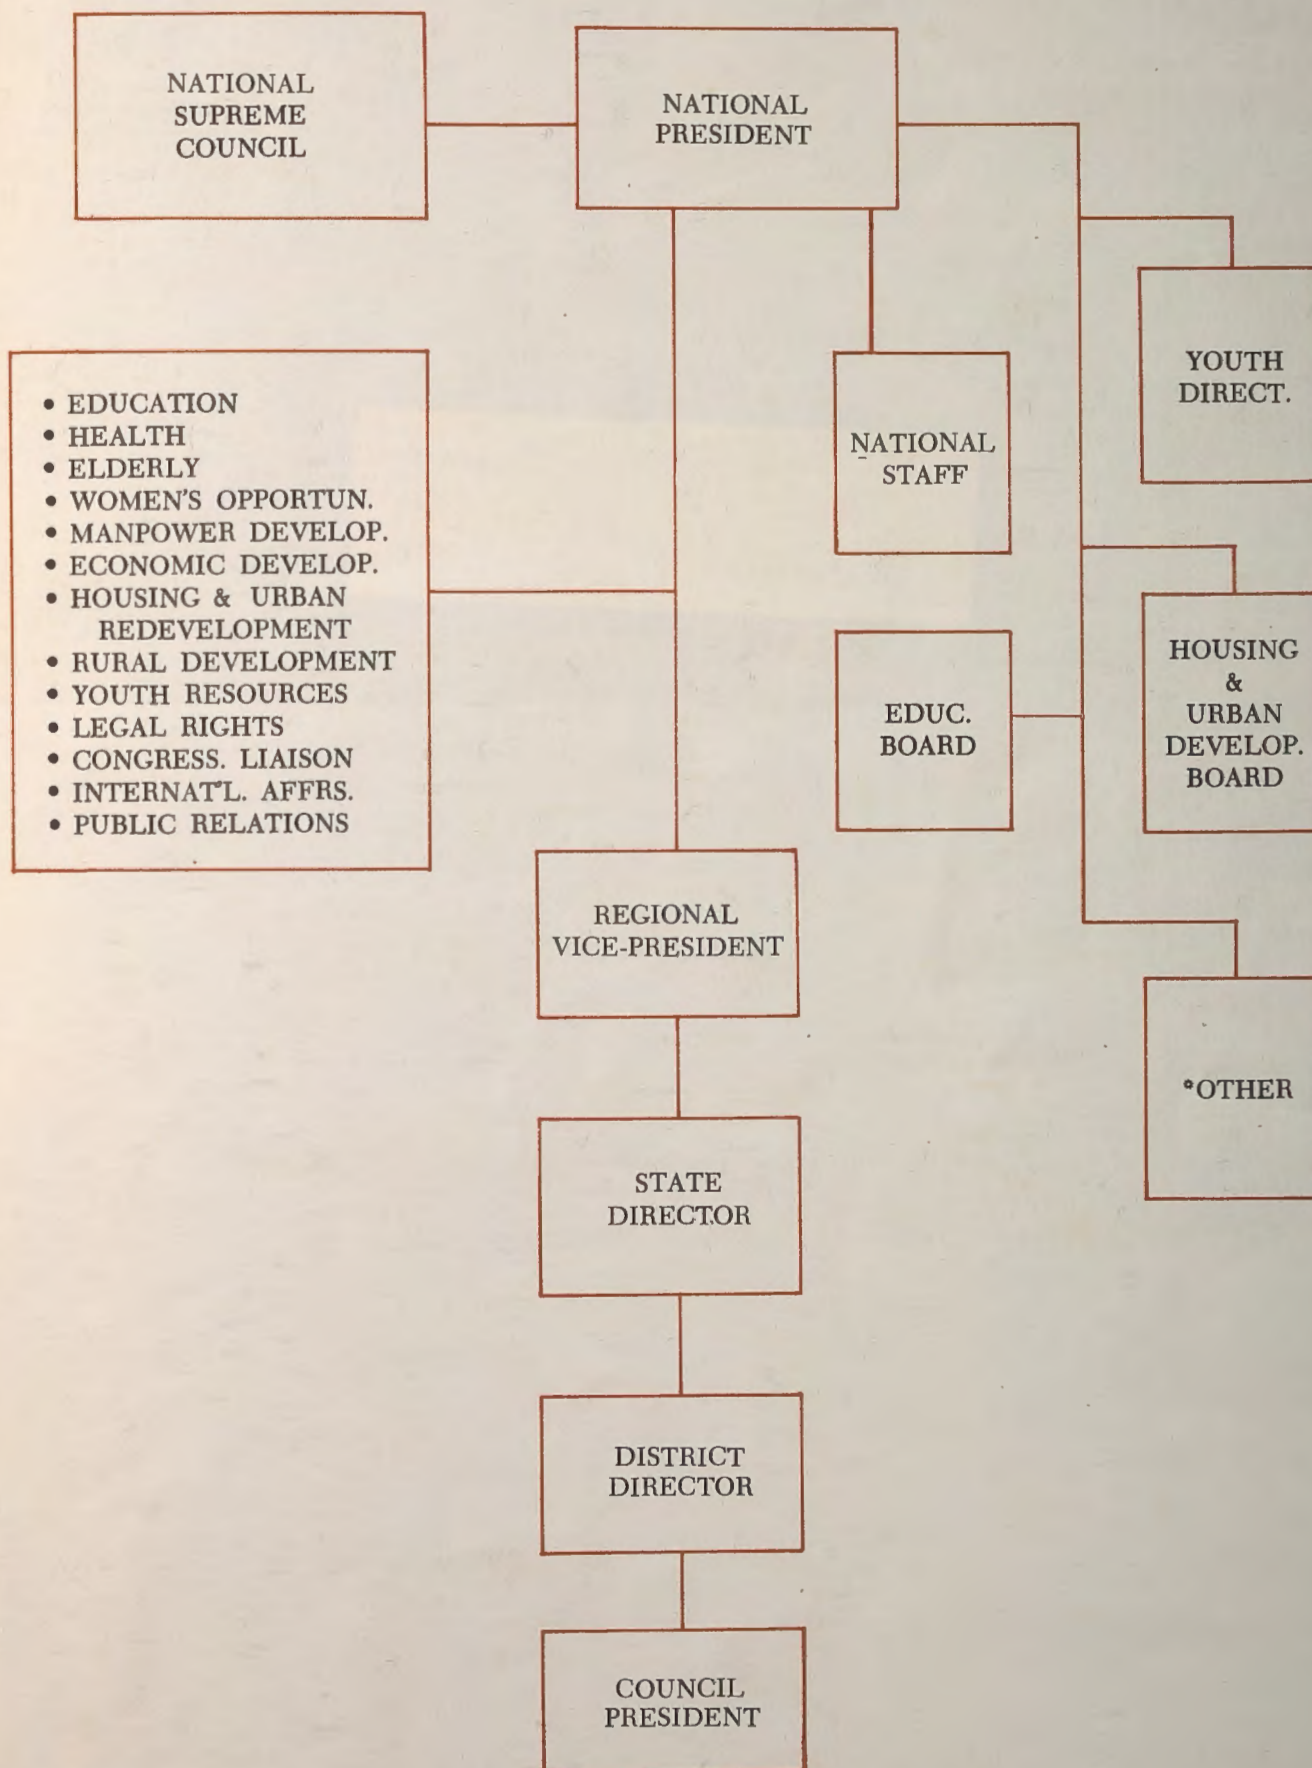 NATIONAL
SUPREME
COUNCIL
NATIONAL
PRESIDENT
YOUTH
DIRECT.
NATIONAL
STAFF
• EDUCATION
• HEALTH
• ELDERLY
• WOMEN'S OPPORTUN.
• MANPOWER DEVELOP.
• ECONOMIC DEVELOP.
• HOUSING & URBAN
REDEVELOPMENT
• RURAL DEVELOPMENT
• YOUTH RESOURCES
• LEGAL RIGHTS
• CONGRESS. LIAISON
• INTERNAT'L. AFFRS.
• PUBLIC RELATIONS
EDUC.
BOARD
HOUSING
&
URBAN
DEVELOP.
BOARD
REGIONAL
VICE-PRESIDENT
*OTHER
STATE
DIRECTOR
DISTRICT
DIRECTOR
COUNCIL
PRESIDENT